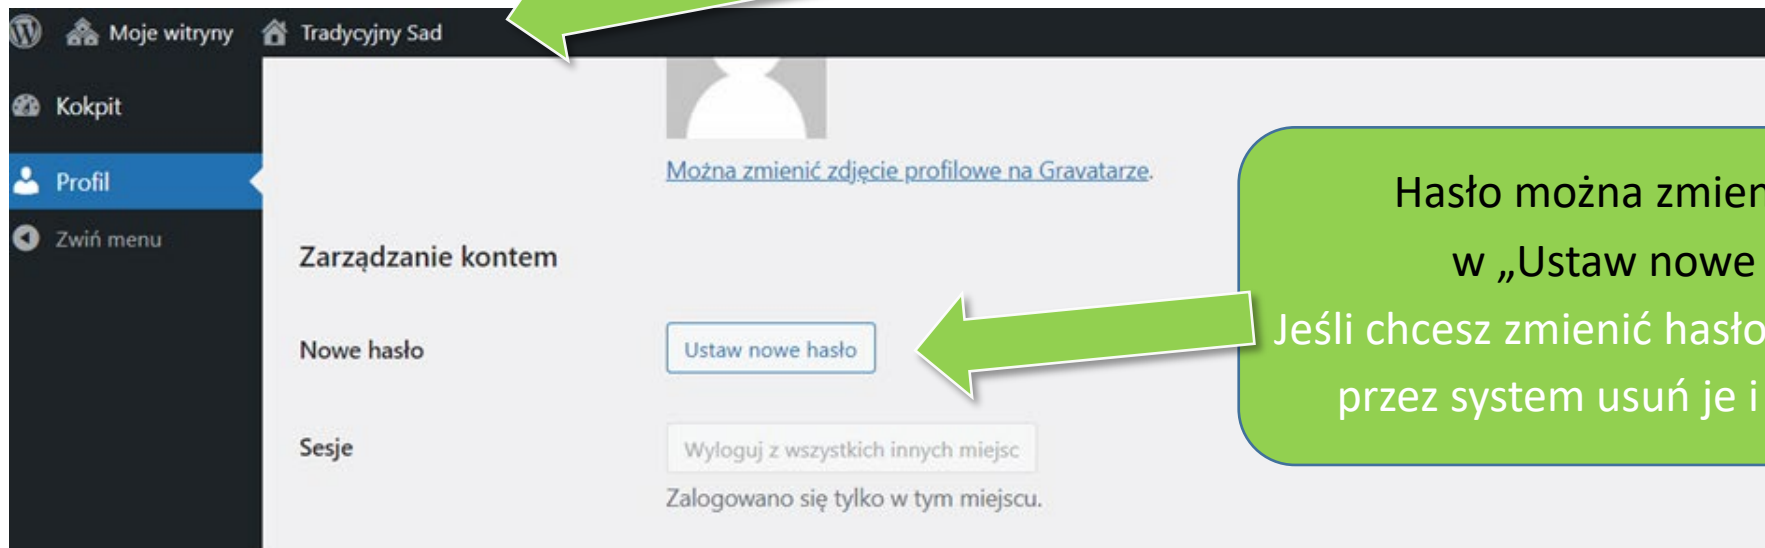 Moje witryny Tradycyjny Sad
Kokpit
Profil
Zwiń menu
Można zmienić zdjęcie profilowe na Gravatarze.
Zarządzanie kontem
Nowe hasło Ustaw nowe hasło
Sesje Wyloguj z wszystkich innych miejsc
Zalogowano się tylko w tym miejscu.
Hasło można
w „Ustaw nowe
Jeśli chcesz zmienić hasło
przez system usuń je i